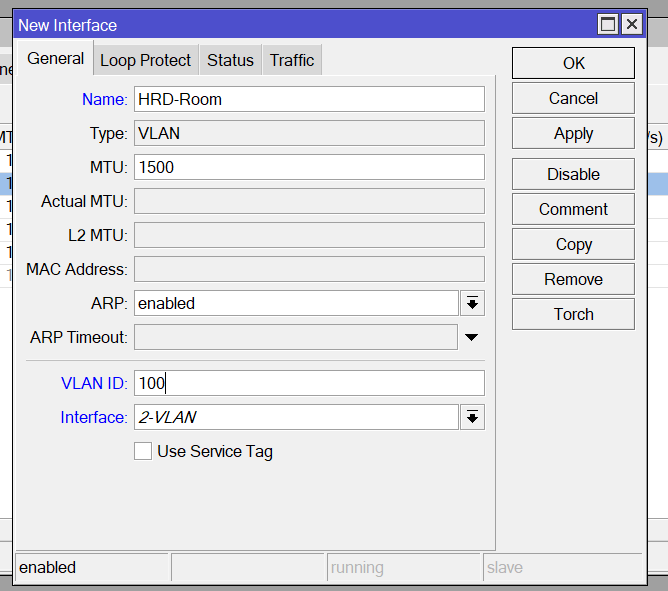 New Interface
General Loop Protect Status Traffic
Name: HRD-Room
Type: VLAN
MTU: 1500
Actual MTU:
L2 MTU:
MAC Address:
ARP: enabled
ARP Timeout:
VLAN ID: 100
Interface: 2-VLAN
Use Service Tag
OK
Cancel
Apply
Disable
Comment
Copy
Remove
Torch
enabled running slave